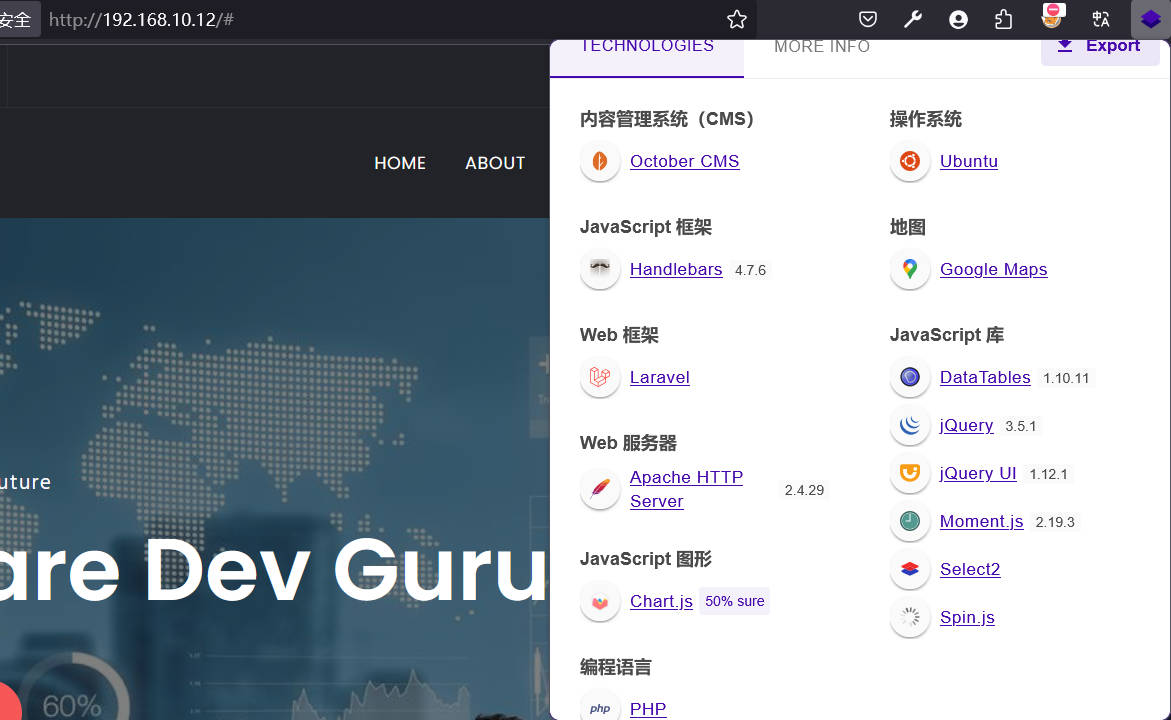 安全 http://192.168.10.12/#
TECHNOLOGIES
MORE INFO
Export
HOME
ABOUT
uture
are Dev Guru
60%
内容管理系统（CMS）
October CMS
JavaScript 框架
Handlebars 4.7.6
Web 框架
Laravel
Web 服务器
Apache HTTP
Server 2.4.29
JavaScript 图形
Chart.js 50% sure
编程语言
php PHP
操作系统
Ubuntu
地图
Google Maps
JavaScript 库
DataTables 1.10.11
jQuery 3.5.1
jQuery UI 1.12.1
Moment.js 2.19.3
Select2
Spin.js